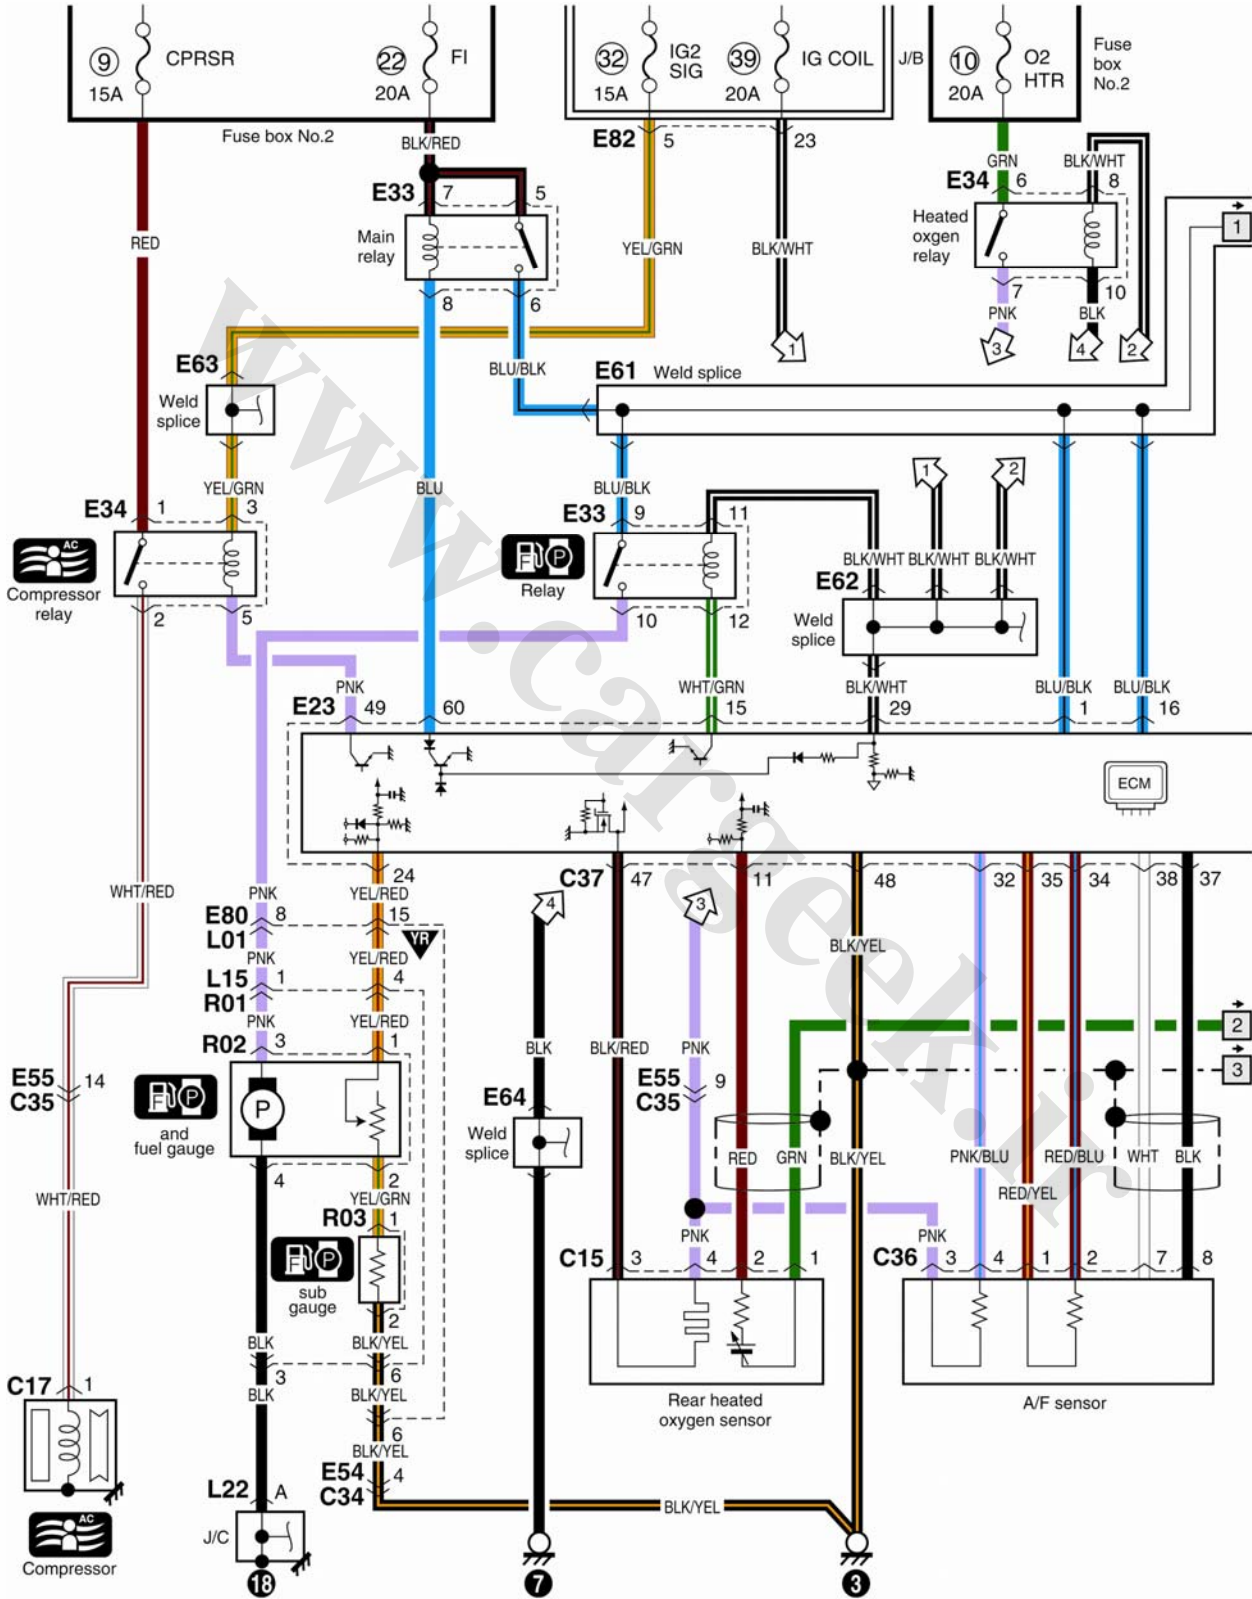 9 CPRSR 22 FI 32 IG2 39 IG COIL J/B 10 O2 Fuse
SIG HTR box
15A 20A 15A 20A 20A No.2
Fuse box No.2
BLK/RED
E82 5 23
GRN BLK/WHT
E33 7 5
E34 6 8
Main
relay
Heated
oxgen
relay
1
RED YEL/GRN BLK/WHT
8 6
7 10
PNK BLK
1 3 4 2
E63
BLU/BLK
E61 Weld splice
Weld
splice
YEL/GRN BLU BLU/BLK
1 2
E34 1 3
E33 9 11
AC
F P
BLK/WHT BLK/WHT BLK/WHT
Compressor
relay
Relay
E62
2 5
10 12
Weld
splice
PNK WHT/GRN BLK/WHT BLU/BLK BLU/BLK
E23 49 60 15 29 1 16
ECM
24 C37 47 11 48 32 35 34 38 37
WHT/RED PNK YEL/RED
4 3
E80 8 15
L01
YR
BLK/YEL
PNK YEL/RED
L15 1 4
R01
PNK YEL/RED
2
R02 3 1
BLK BLK/RED PNK
3
E55 14
C35
E55 9
C35
F P
P
E64
and
fuel gauge
Weld
splice
RED GRN BLK/YEL PNK/BLU RED/BLU WHT BLK
4 2
WHT/RED YEL/GRN RED/YEL
R03 1
F P
PNK PNK
C15 3 4 2 1 C36 3 4 1 2 7 8
sub
gauge
2
BLK BLK/YEL
3 6
C17 1 BLK BLK/YEL
Rear heated
oxygen sensor
A/F sensor
6
BLK/YEL
E54 4
C34
L22 A
BLK/YEL
AC
J/C
Compressor
18 7 3
www.cargeek.ir